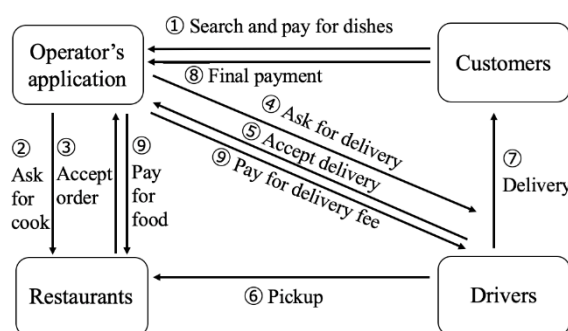 ① Search and pay for dishes
Operator's
application
Customers
⑧ Final payment
④ Ask for delivery
⑤ Accept delivery
⑨ Pay for delivery fee
②
Ask
for
cook
③
Accept
order
⑨
Pay
for
food
⑦
Delivery
Restaurants
⑥ Pickup
Drivers